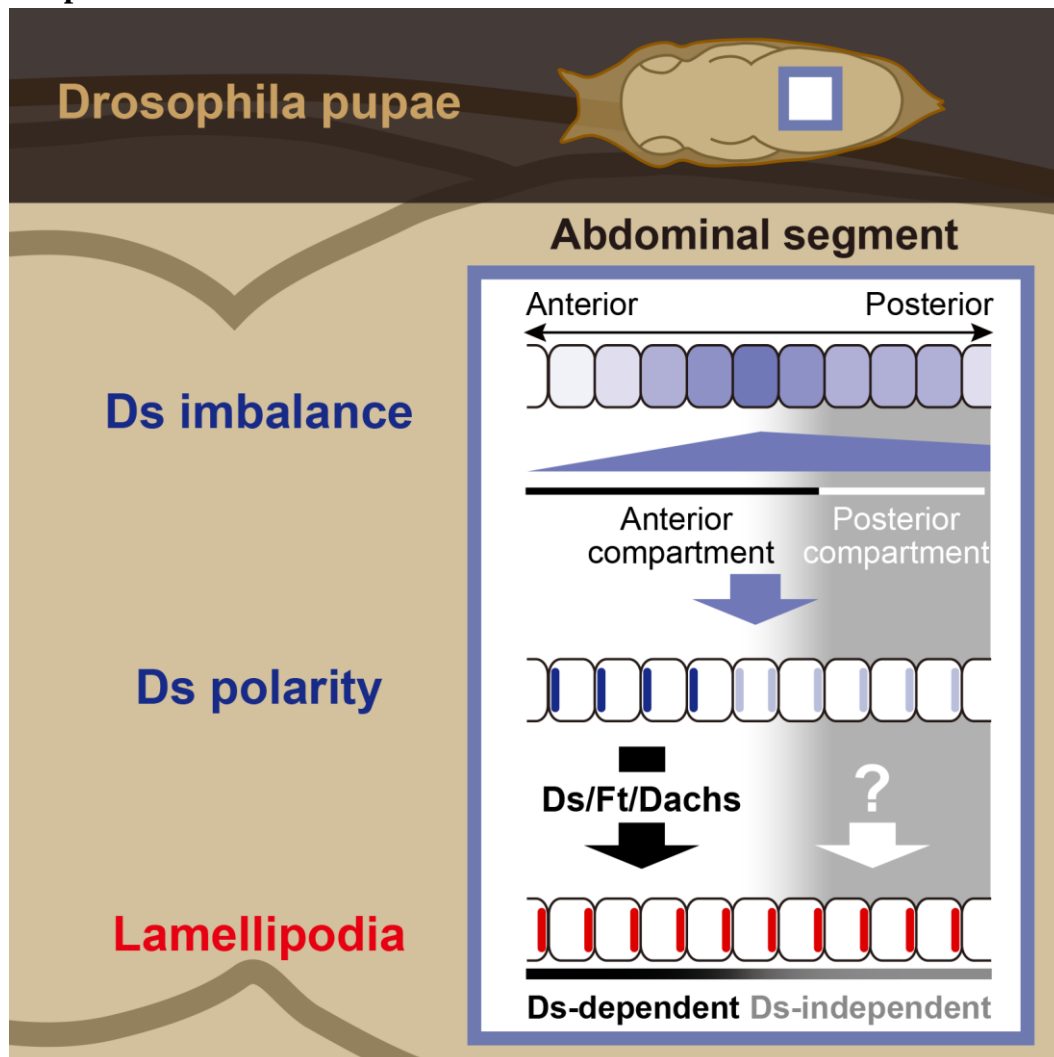 Drosophila pupae
Abdominal segment
Anterior Posterior
Ds imbalance
Anterior Posterior
compartment compartment
Ds polarity
Ds/Ft/Dachs ?
Lamellipodia
Ds-dependent Ds-independent